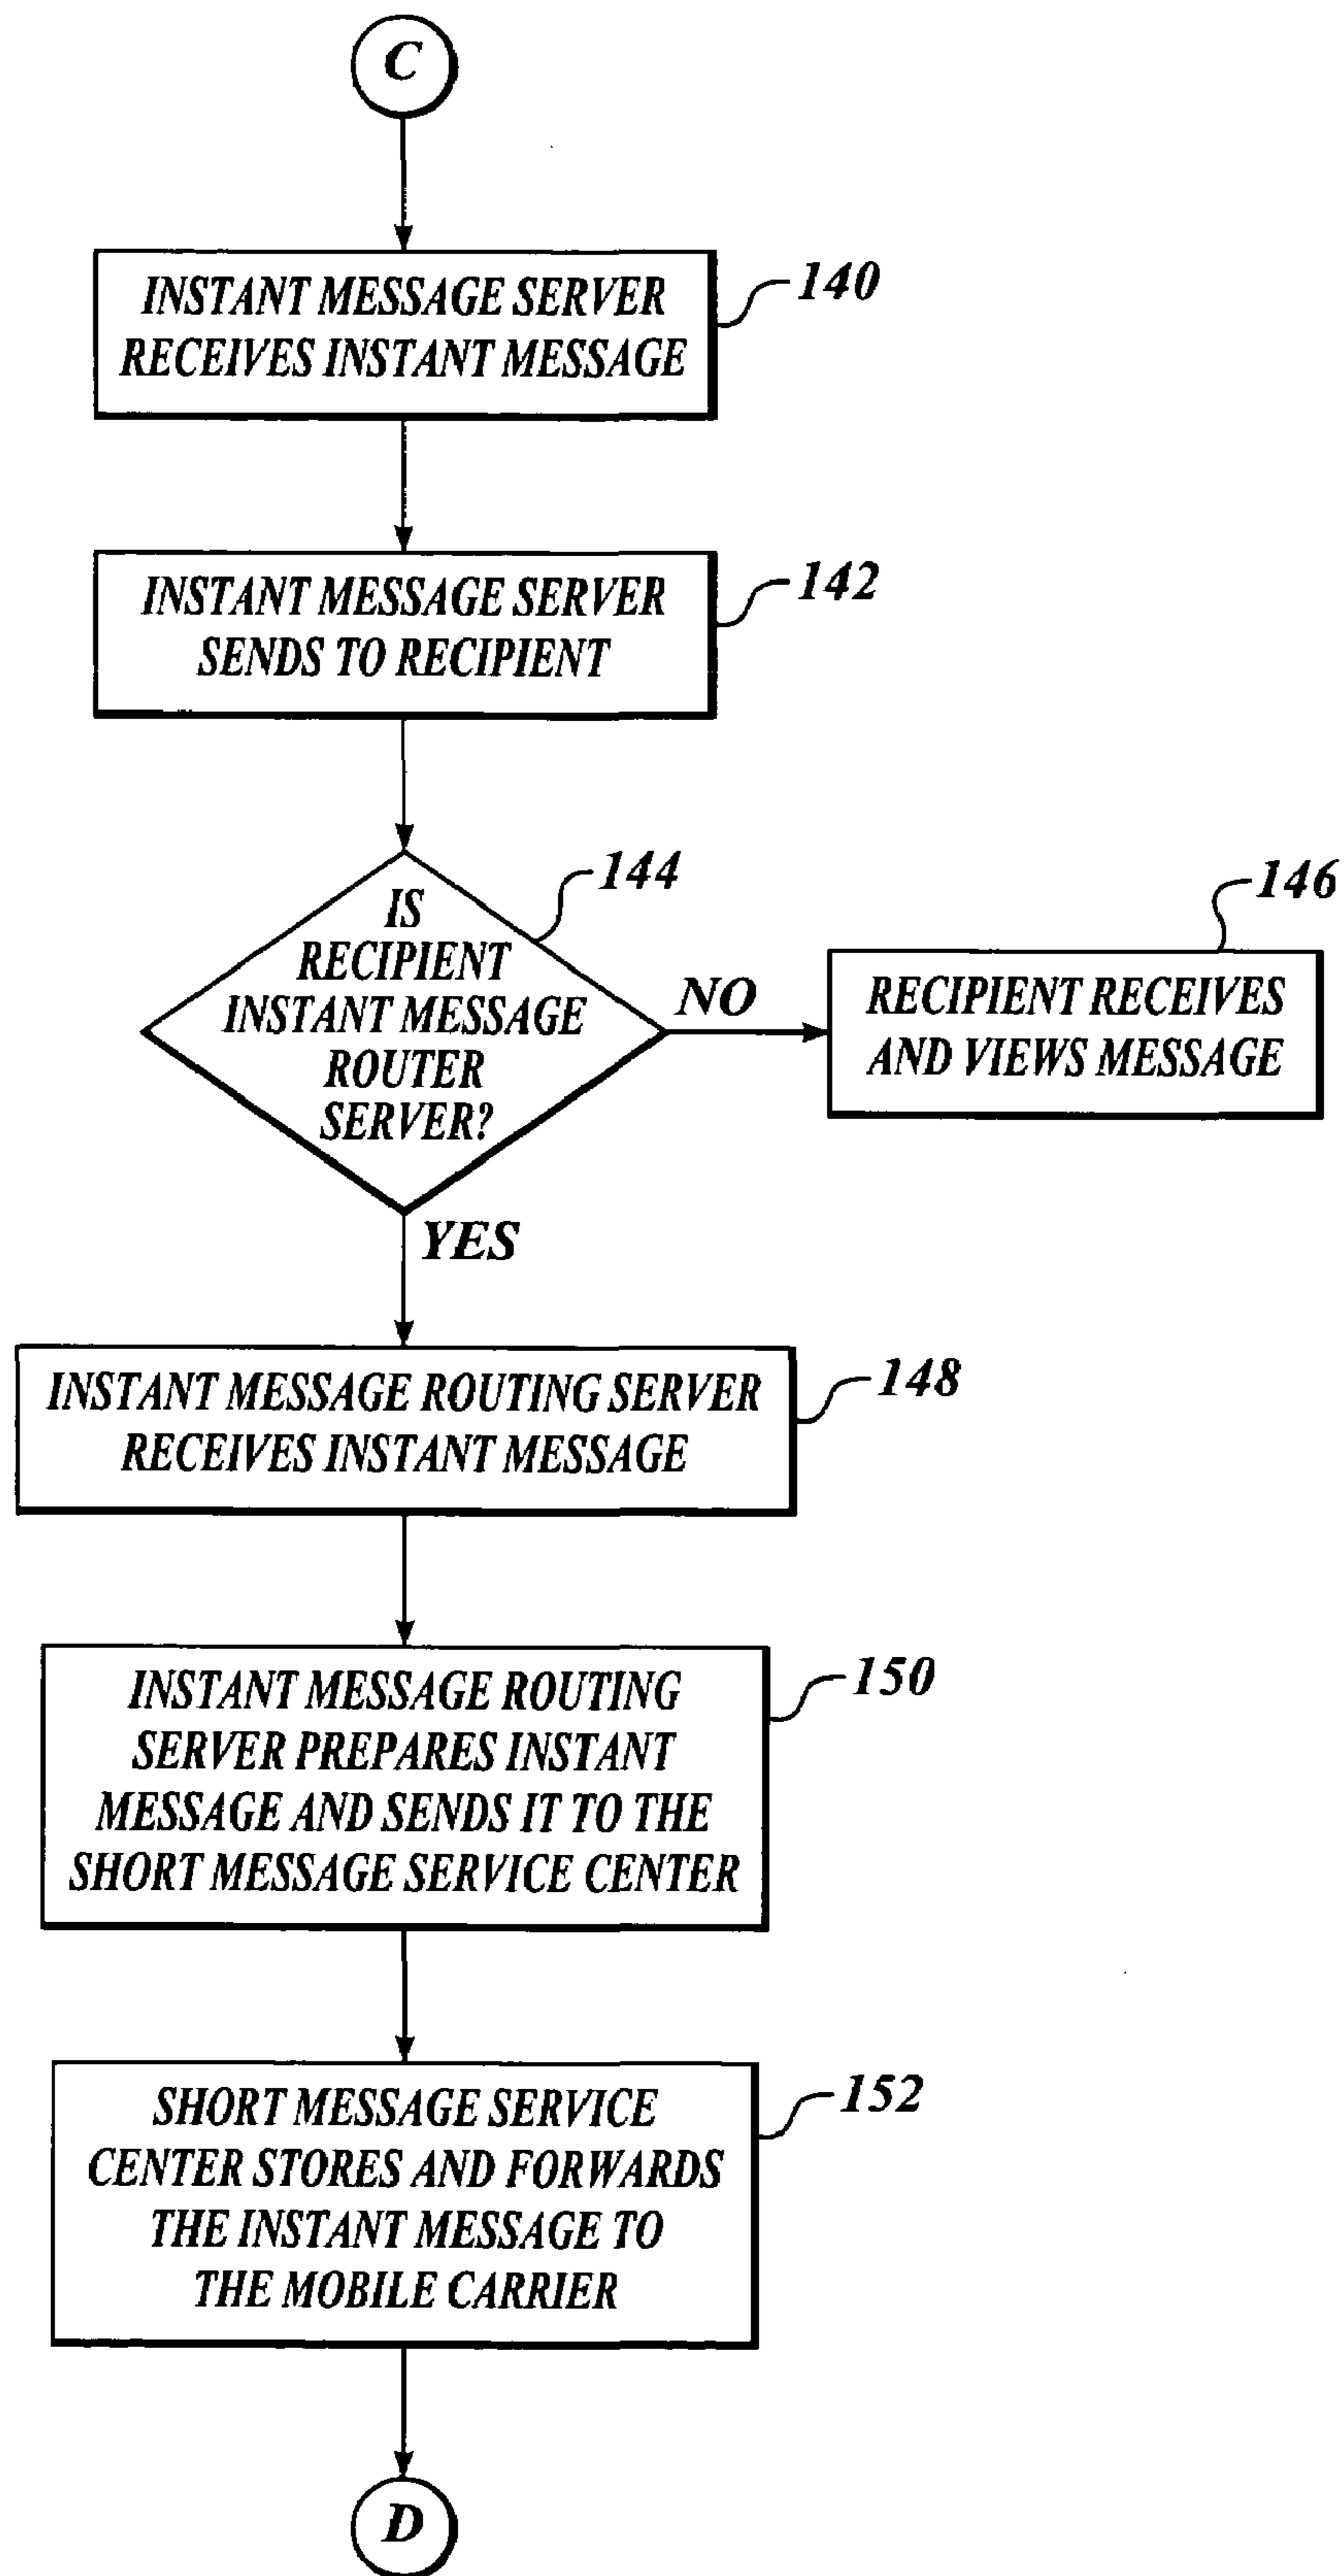 C
INSTANT MESSAGE SERVER
RECEIVES INSTANT MESSAGE
140
INSTANT MESSAGE SERVER
SENDS TO RECIPIENT
142
IS
RECIPIENT
INSTANT MESSAGE
ROUTER
SERVER?
144
NO
146
RECIPIENT RECEIVES
AND VIEWS MESSAGE
YES
INSTANT MESSAGE ROUTING SERVER
RECEIVES INSTANT MESSAGE
148
INSTANT MESSAGE ROUTING
SERVER PREPARES INSTANT
MESSAGE AND SENDS IT TO THE
SHORT MESSAGE SERVICE CENTER
150
SHORT MESSAGE SERVICE
CENTER STORES AND FORWARDS
THE INSTANT MESSAGE TO
THE MOBILE CARRIER
152
D